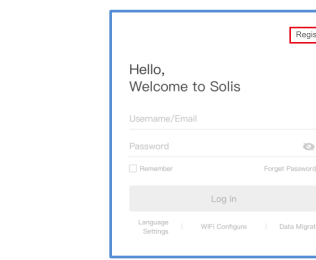 Regis
Hello,
Welcome to Solis
Username/Email
Password
Remember Forget Password
Log in
Language
Settings
WiFi Configure
Data Migrat